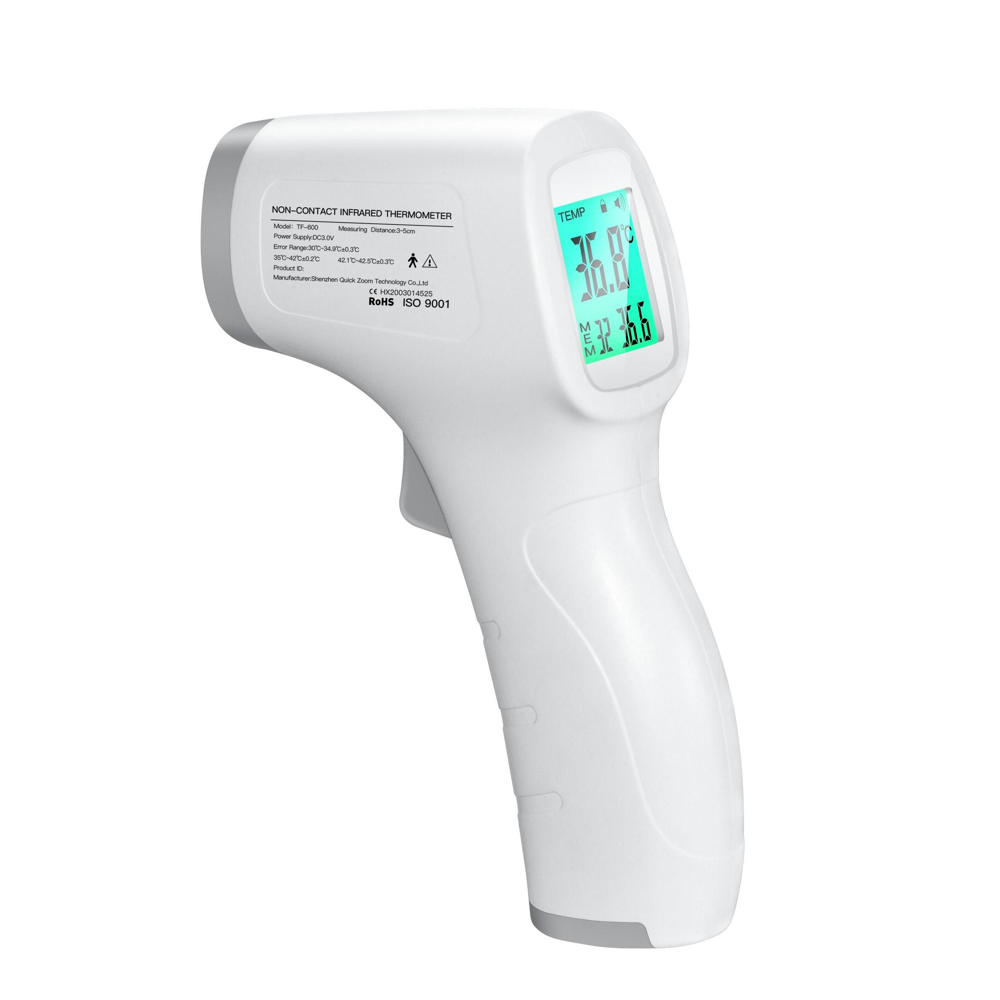 NON-CONTACT INFRARED THERMOMETER
Model: TF-600 Measuring Distance:3~5cm
Power Supply:DC3.0V
Error Range:30℃~34.9℃±0.3℃
35℃~42℃±0.2℃ 42.1℃~42.5℃±0.3℃
Product ID:
Manufacturer:Shenzhen Quick Zoom Technology Co.,Ltd
CE HX2003014525
RoHS ISO 9001
TEMP
36.8℃
MEM 36.6